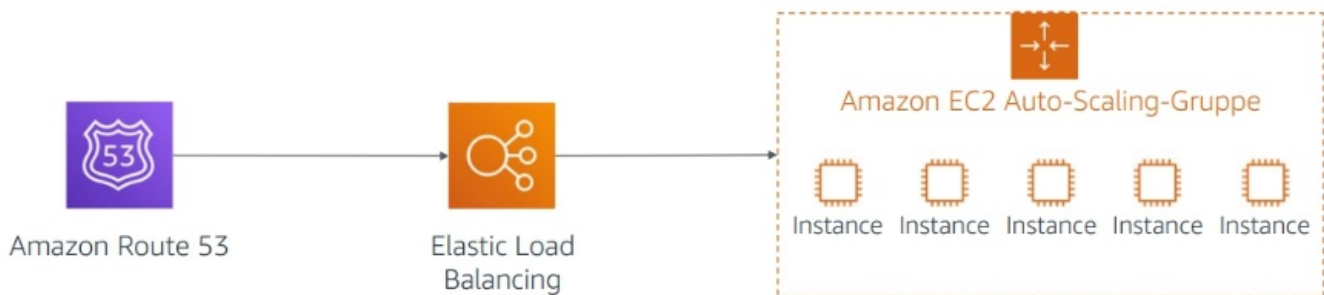 Amazon EC2 Auto-Scaling-Gruppe
53
Instance Instance Instance Instance Instance
Amazon Route 53
Elastic Load
Balancing